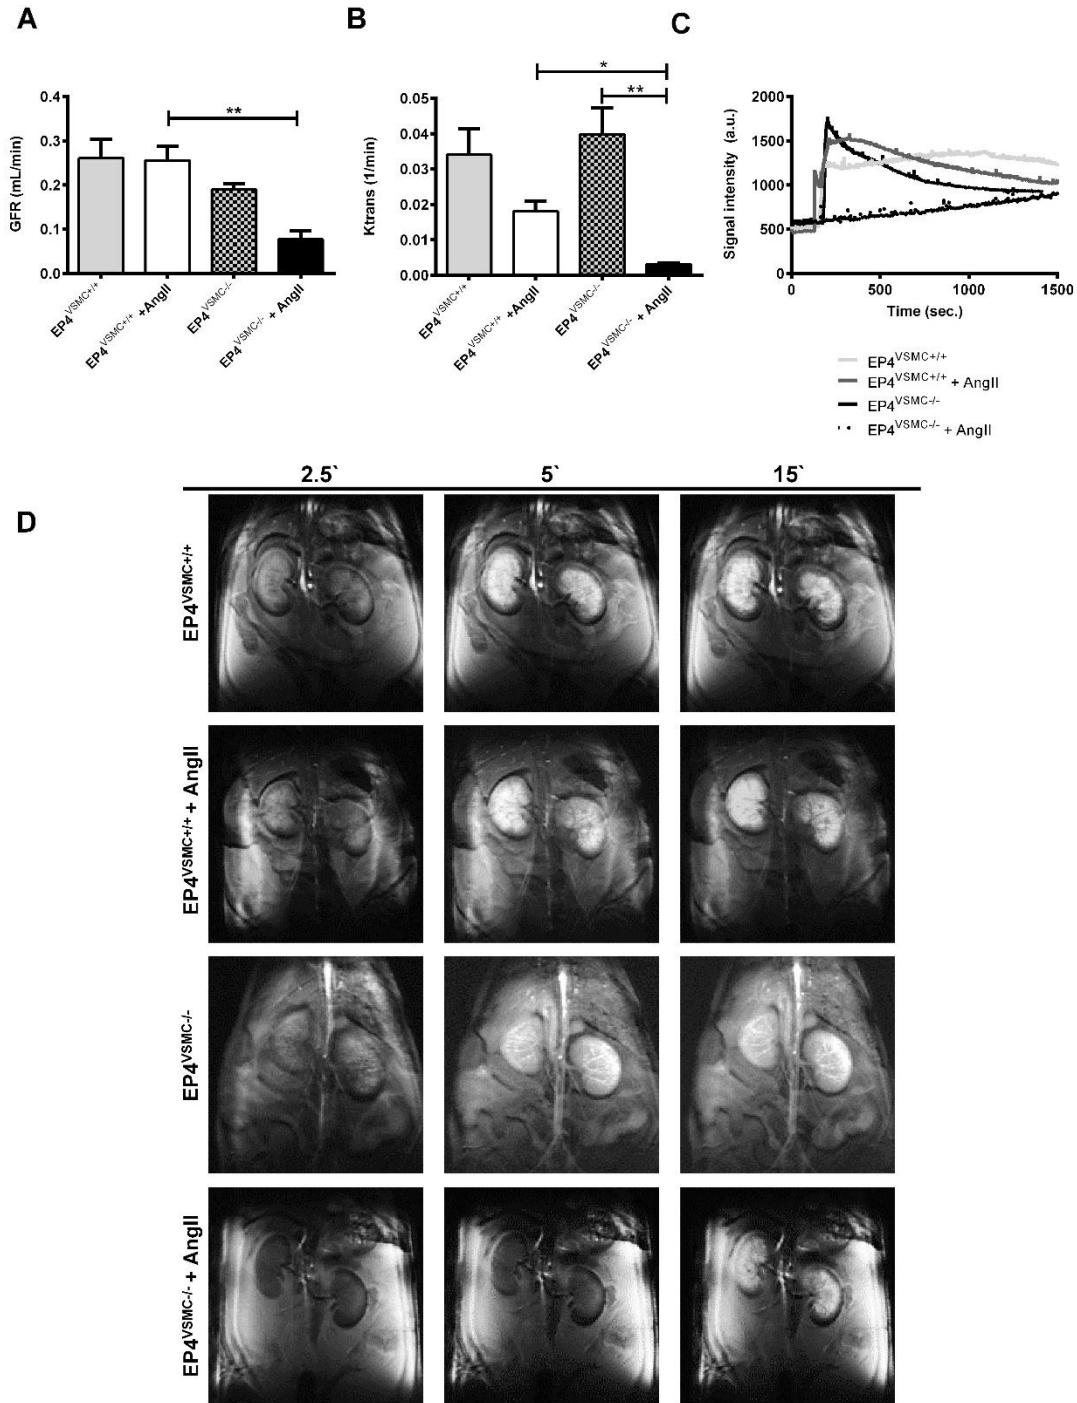 A
B
C
GFR (mL/min)
0.4
0.3
0.2
0.1
0.0
**
EP4VSMC+/+
EP4VSMC+/+ +AngII
EP4VSMC-/-
EP4VSMC-/- + AngII
Ktrans (1/min)
0.05
0.04
0.03
0.02
0.01
0.00
*
**
EP4VSMC+/+
EP4VSMC+/+ +AngII
EP4VSMC-/-
EP4VSMC-/- + AngII
Signal intensity (a.u.)
2000
1500
1000
500
0
0 500 1000 1500
Time (sec.)
EP4VSMC+/+
EP4VSMC+/+ + AngII
EP4VSMC-/-
EP4VSMC-/- + AngII
2.5` 5` 15`
D
EP4VSMC+/+
EP4VSMC+/+ + AngII
EP4VSMC-/-
EP4VSMC-/- + AngII